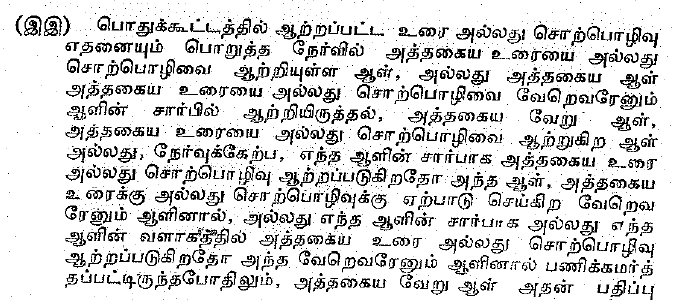 (இஇ) பொதுக்கூட்டத்தில் ஆற்றப்பட்ட உரை அல்லது சொற்பொழிவு
எதனையும் பொறுத்த நேர்வில் அத்தகைய உரையை அல்லது
சொற்பொழிவை ஆற்றியுள்ள ஆள், அல்லது அத்தகைய ஆள்
அத்தகைய உரையை அல்லது சொற்பொழிவை வேறெவரேனும்
ஆளின் சார்பில் ஆற்றியிருத்தல், அத்தகைய வேறு ஆள்,
அத்தகைய உரையை அல்லது சொற்பொழிவை ஆற்றுகிற ஆள்
அல்லது, நேர்வுக்கேற்ப, எந்த ஆளின் சார்பாக அத்தகைய உரை
அல்லது சொற்பொழிவு ஆற்றப்படுகிறதோ அந்த ஆள், அத்தகைய
உரைக்கு அல்லது சொற்பொழிவுக்கு ஏற்பாடு செய்கிற வேறெவ
ரேனும் ஆளினால், அல்லது எந்த ஆளின் சார்பாக அல்லது எந்த
ஆளின் வளாகத்தில் அத்தகைய உரை அல்லது சொற்பொழிவு
ஆற்றப்படுகிறதோ அந்த வேறெவரேனும் ஆளினால் பணிக்கமர்த்
தப்பட்டிருந்தபோதிலும், அத்தகைய வேறு ஆள் அதன் பதிப்பு